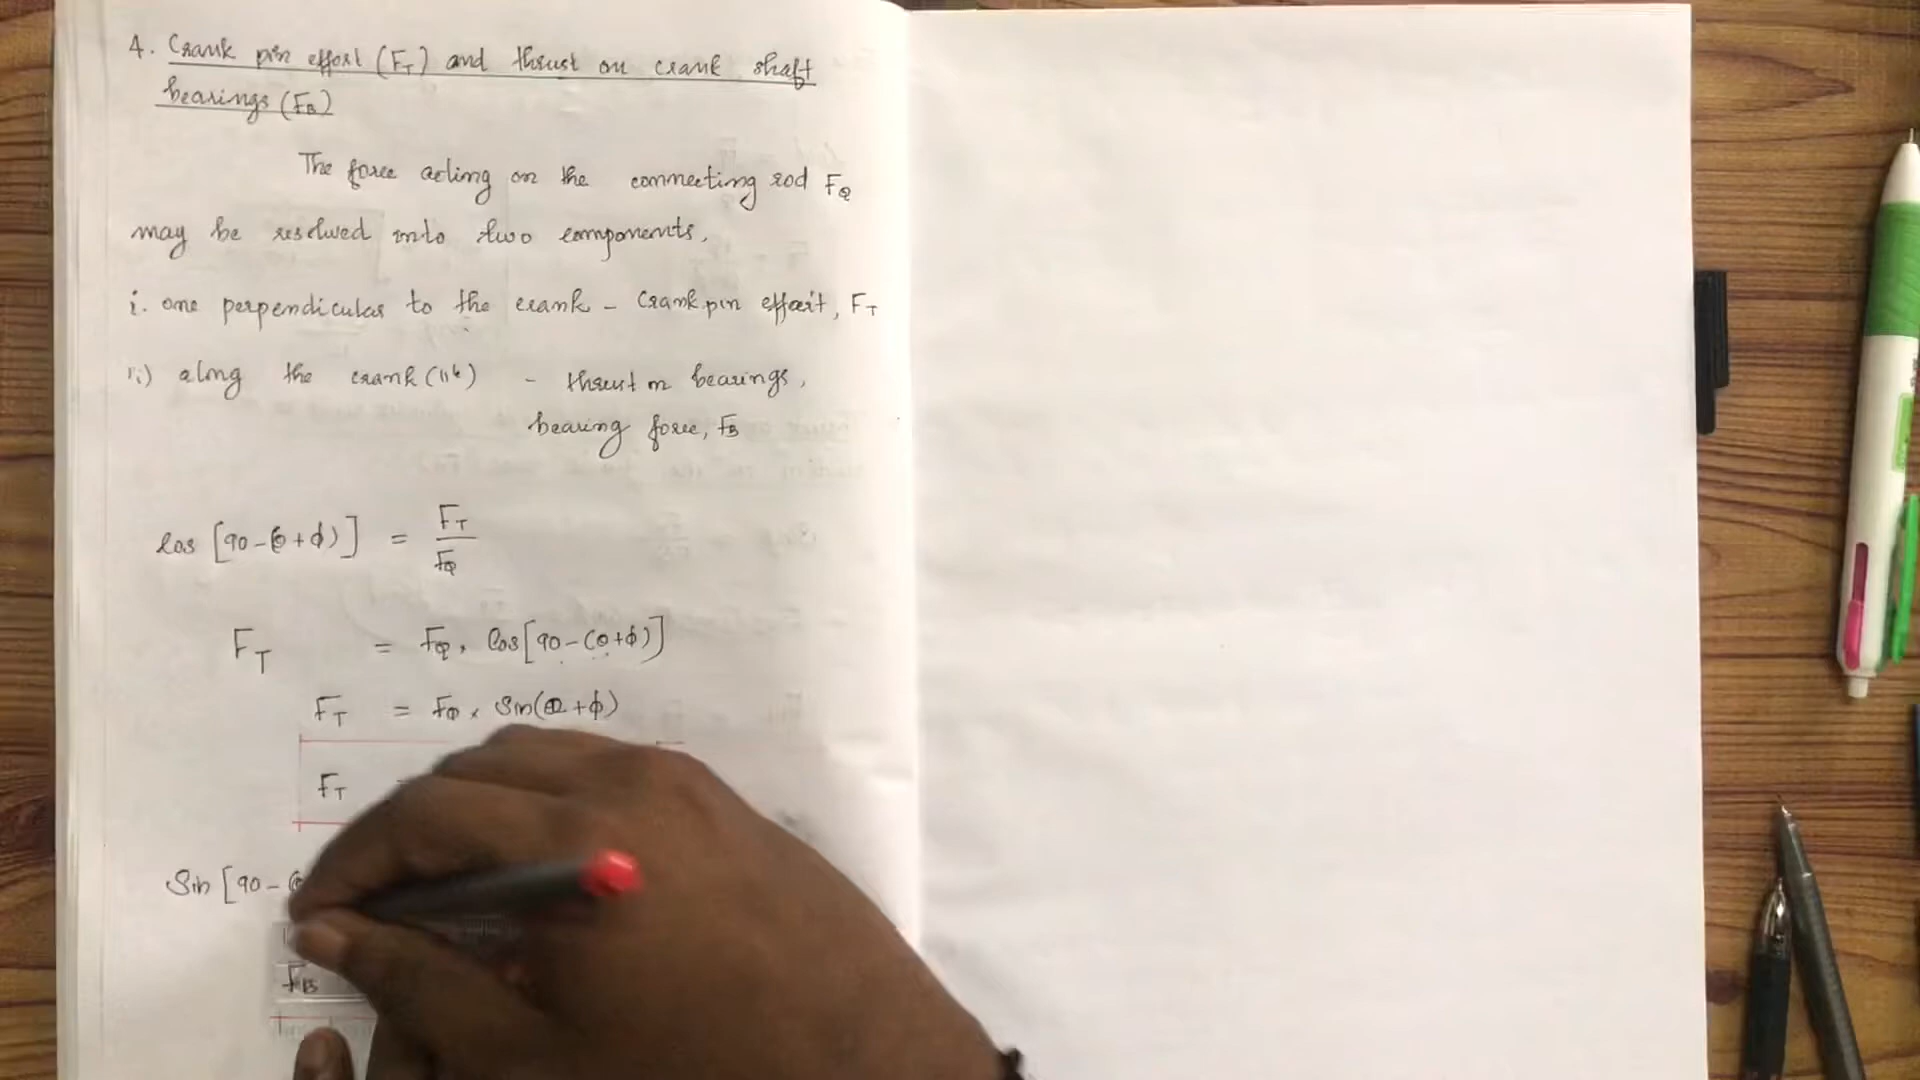 4. Crank pin effort (FT) and thrust on crank shaft
bearings (FB)
The force acting on the connecting rod FQ
may be resolved into two components,
i. one perpendicular to the crank - Crank pin effort, FT
ii) along the crank (11le) - thrust on bearings,
bearing force, FB
Cos [90-(θ+ϕ)] = FT/FQ
FT = FQ × Cos[90-(θ+ϕ)]
FT = FQ × Sin(θ+ϕ)
FT
Sin [90-
FB